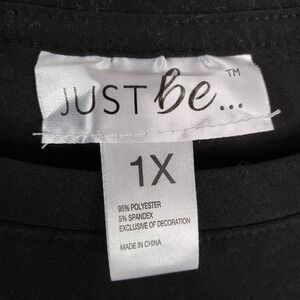 JUST Be...™
1X
95% POLYESTER
5% SPANDEX
EXCLUSIVE OF DECORATION
MADE IN CHINA